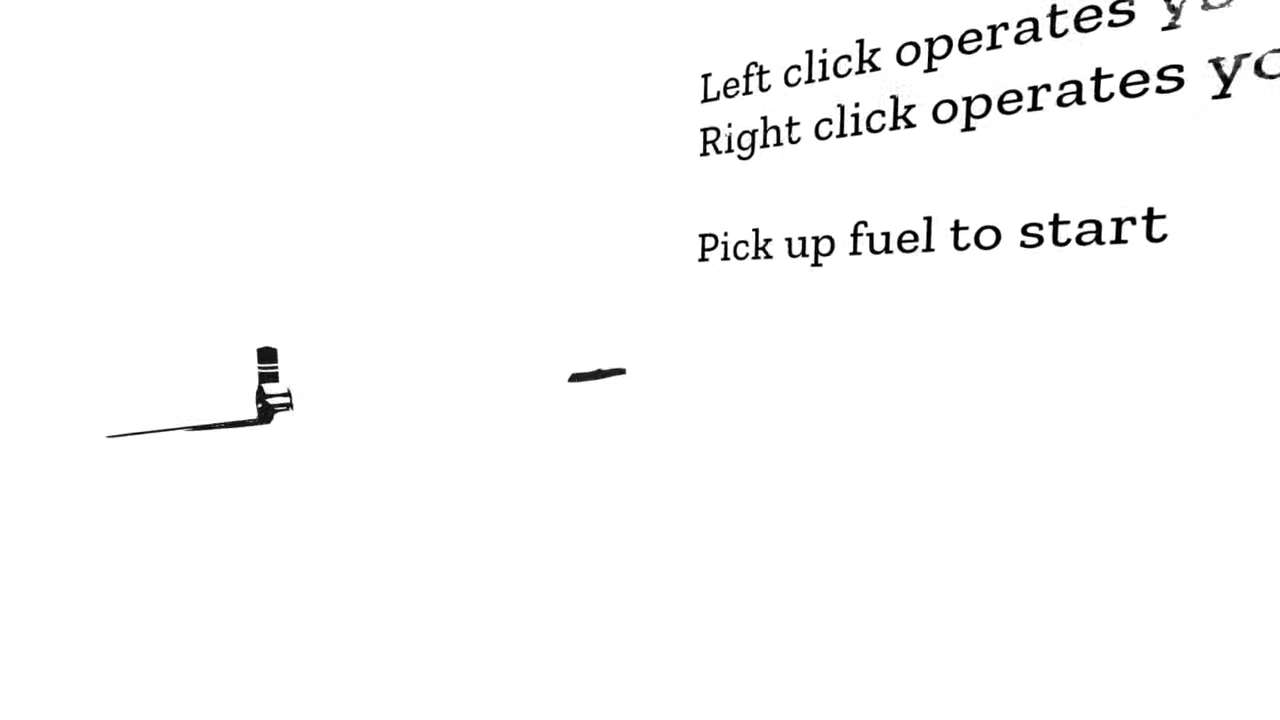 Left click operates
Right click operates
Pick up fuel to start